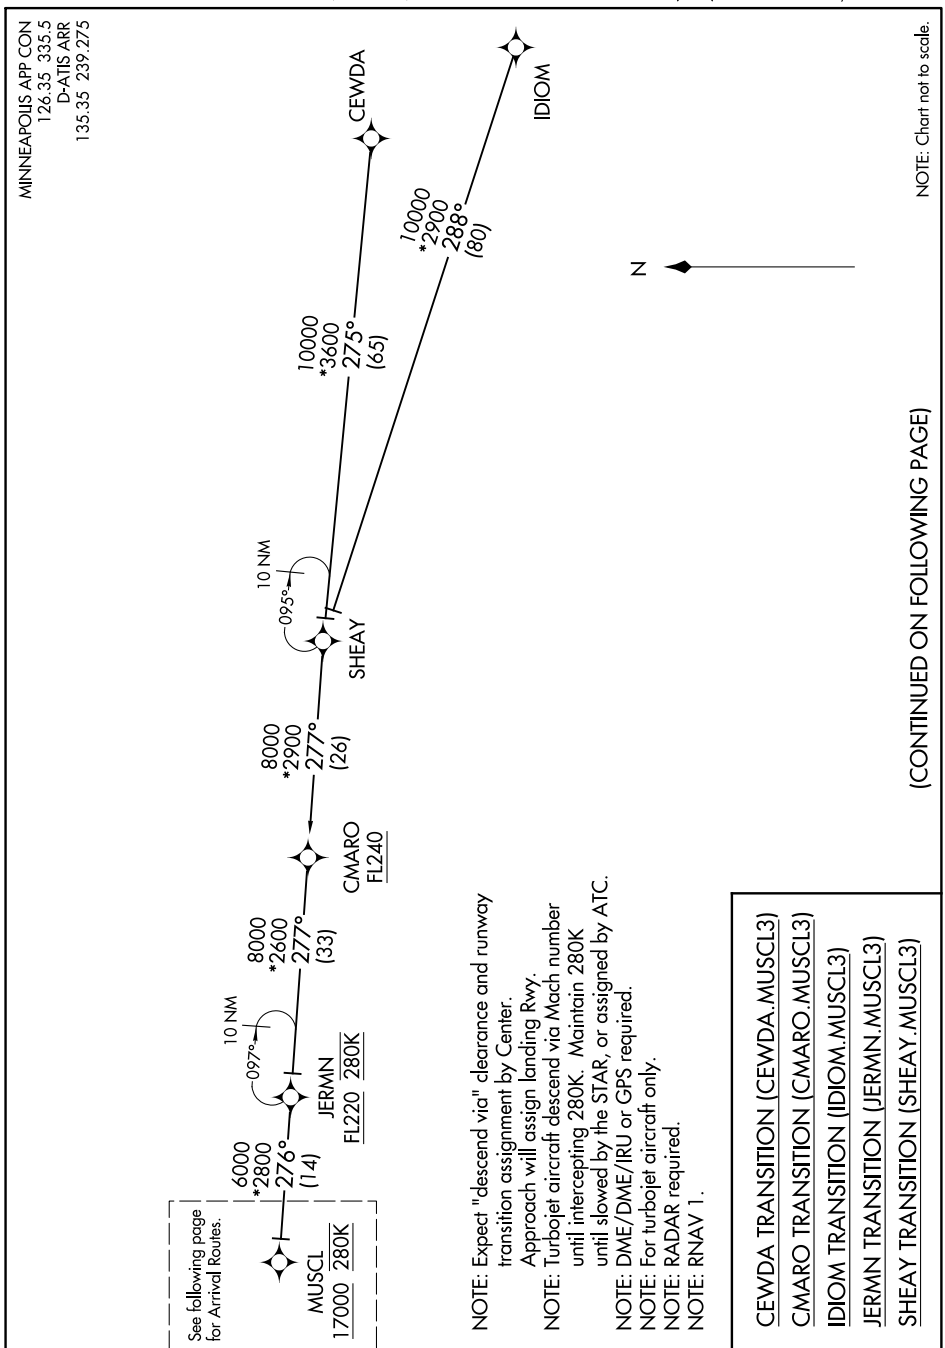 MINNEAPOLIS APP CON
126.35 335.5
D-ATIS ARR
135.35 239.275
See following page
for Arrival Routes.
MUSCL
17000 280K
6000
*2800
276°
(14)
JERMN
FL220 280K
097°
10 NM
8000
*2600
277°
(33)
CMARO
FL240
8000
*2900
277°
(26)
SHEAY
095°
10 NM
10000
*3600
275°
(65)
CEWDA
10000
*2900
288°
(80)
IDIOM
N
NOTE: Expect "descend via" clearance and runway
transition assignment by Center.
Approach will assign landing Rwy.
NOTE: Turbojet aircraft descend via Mach number
until intercepting 280K. Maintain 280K
until slowed by the STAR, or assigned by ATC.
NOTE: DME/DME/IRU or GPS required.
NOTE: For turbojet aircraft only.
NOTE: RADAR required.
NOTE: RNAV 1.
CEWDA TRANSITION (CEWDA.MUSCL3)
CMARO TRANSITION (CMARO.MUSCL3)
IDIOM TRANSITION (IDIOM.MUSCL3)
JERMN TRANSITION (JERMN.MUSCL3)
SHEAY TRANSITION (SHEAY.MUSCL3)
(CONTINUED ON FOLLOWING PAGE)
NOTE: Chart not to scale.